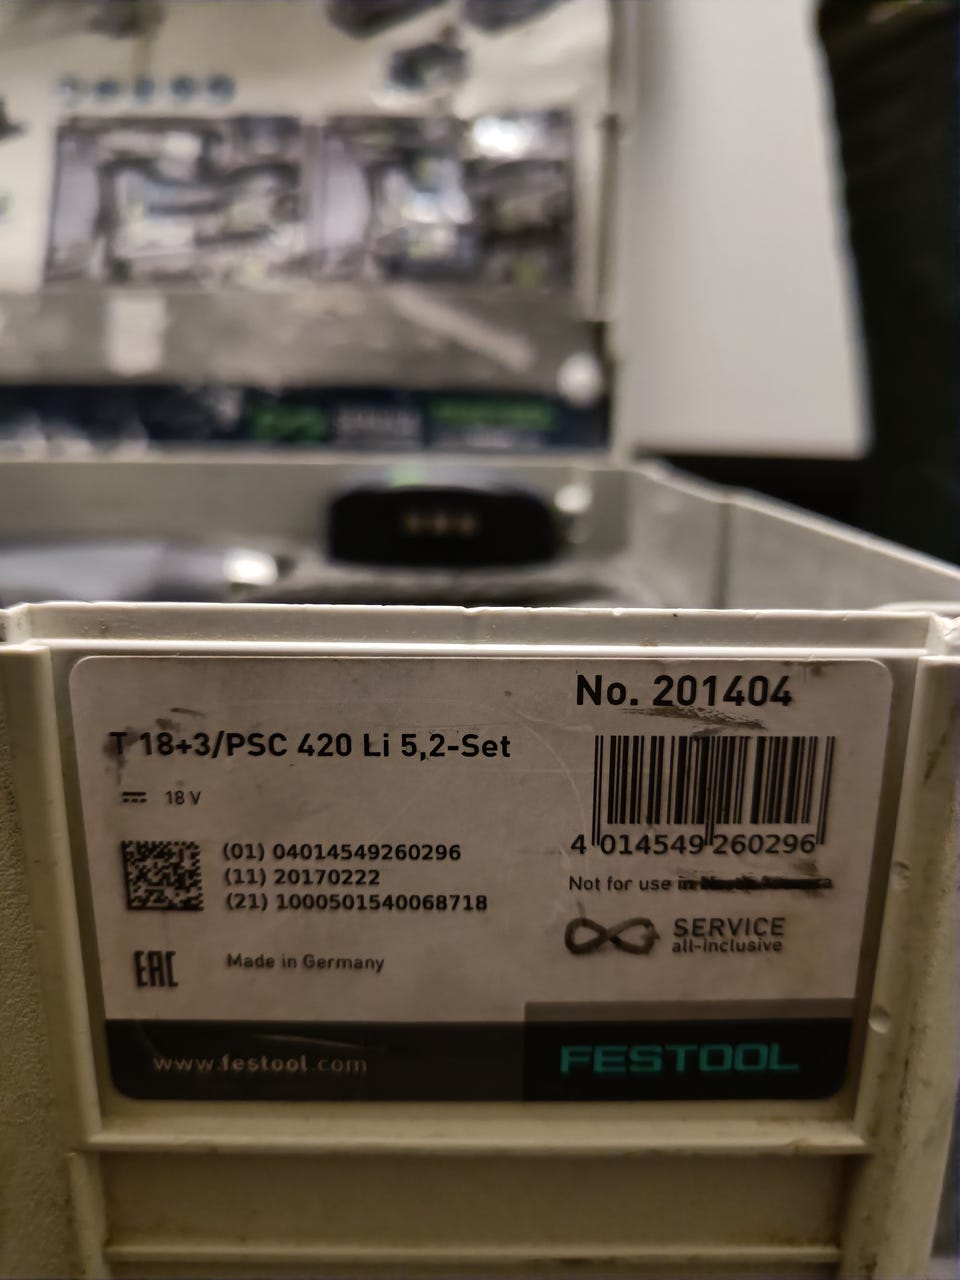 No. 201404
T 18+3/PSC 420 Li 5,2-Set
18 V
4 014549 260296
(01) 04014549260296
(11) 20170222
(21) 1000501540068718
Not for use in
SERVICE
all-inclusive
EAC
Made in Germany
www.festool.com
FESTOOL